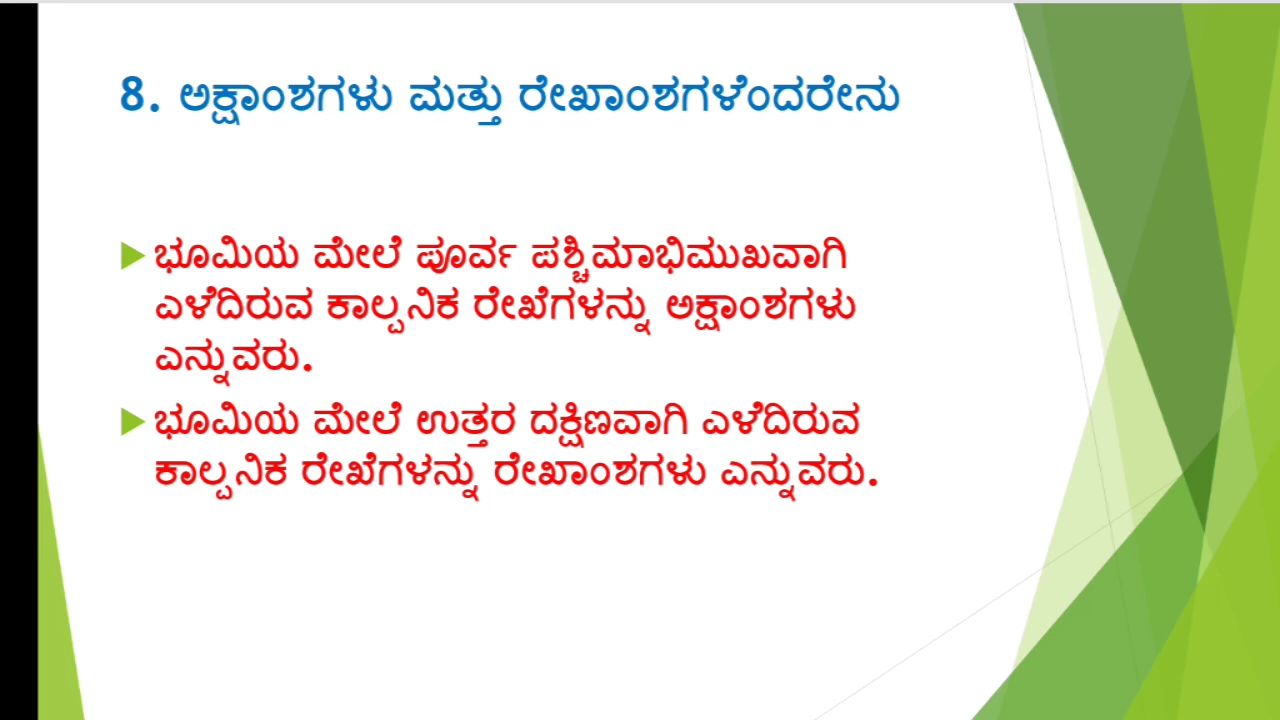 8. ಅಕ್ಷಾಂಶಗಳು ಮತ್ತು ರೇಖಾಂಶಗಳೆಂದರೇನು
ಭೂಮಿಯ ಮೇಲೆ ಪೂರ್ವ ಪಶ್ಚಿಮಾಭಿಮುಖವಾಗಿ
ಎಳೆದಿರುವ ಕಾಲ್ಪನಿಕ ರೇಖೆಗಳನ್ನು ಅಕ್ಷಾಂಶಗಳು
ಎನ್ನುವರು.
ಭೂಮಿಯ ಮೇಲೆ ಉತ್ತರ ದಕ್ಷಿಣವಾಗಿ ಎಳೆದಿರುವ
ಕಾಲ್ಪನಿಕ ರೇಖೆಗಳನ್ನು ರೇಖಾಂಶಗಳು ಎನ್ನುವರು.